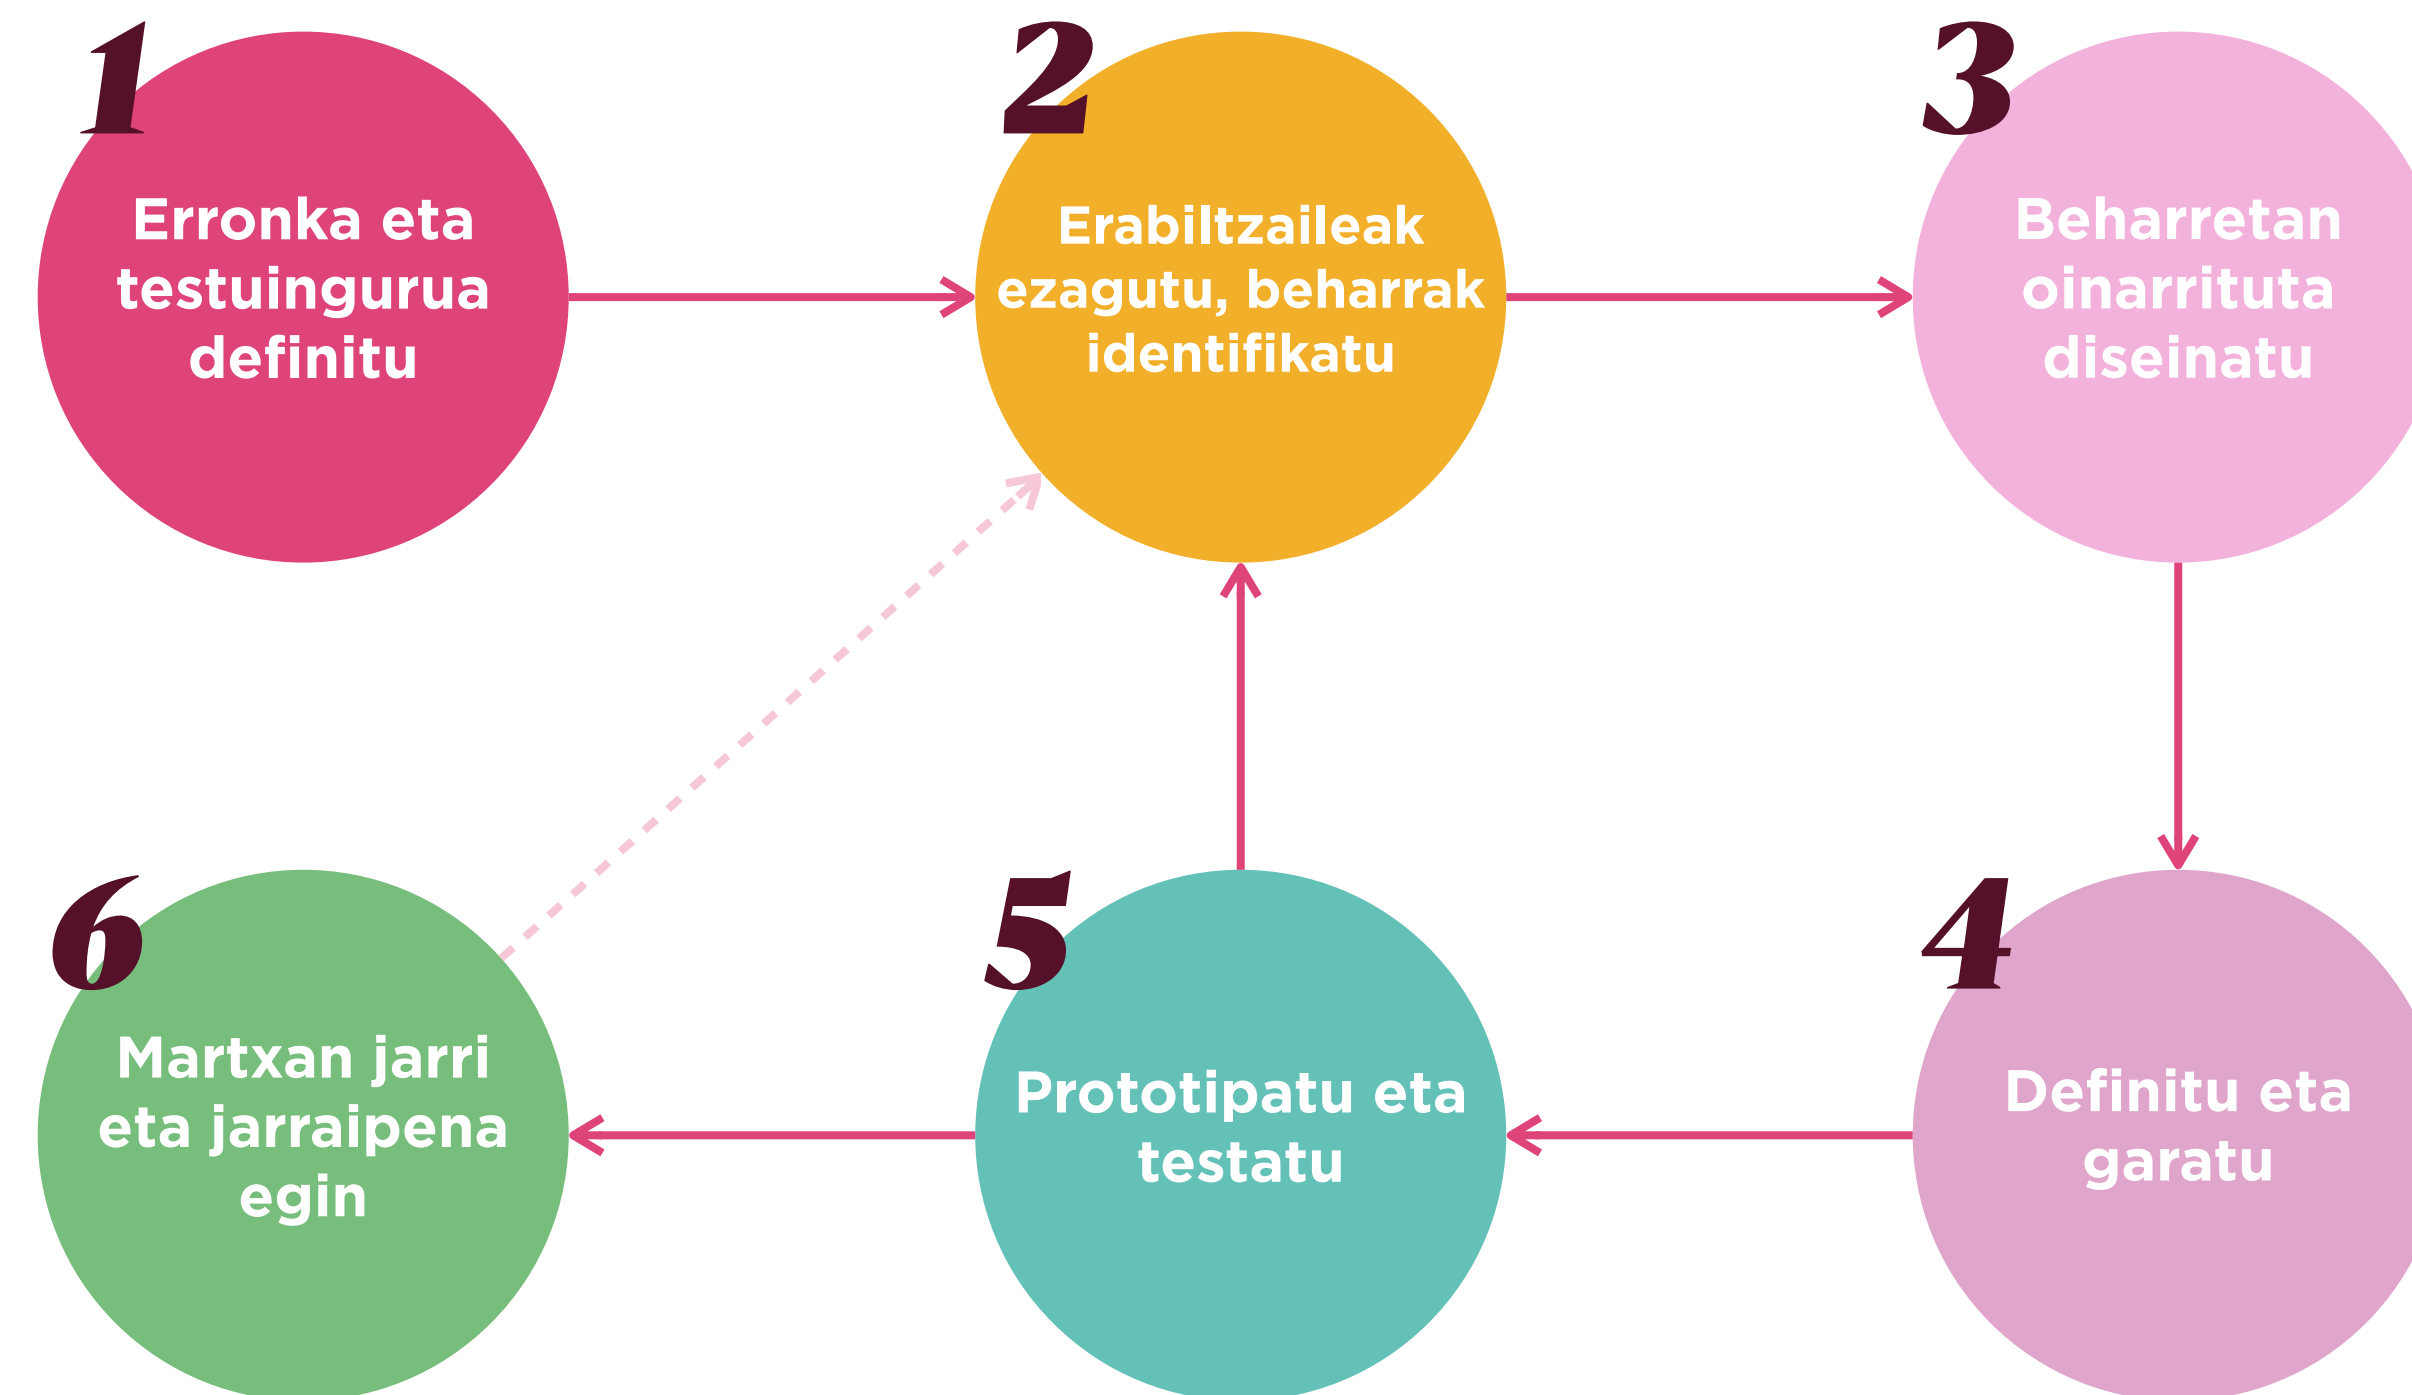 1
Erronka eta
testuingurua
definitu
2
Erabiltzaileak
ezagutu, beharrak
identifikatu
3
Beharretan
oinarrituta
diseinatu
4
Definitu eta
garatu
5
Prototipatu eta
testatu
6
Martxan jarri
eta jarraipena
egin